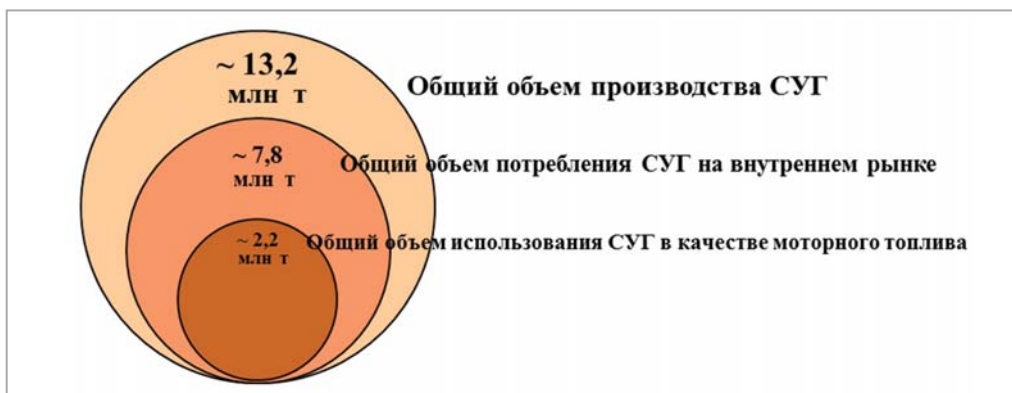 ~ 13,2
млн т
Общий объем производства СУГ
~ 7,8
млн т
Общий объем потребления СУГ на внутреннем рынке
~ 2,2
млн т
Общий объем использования СУГ в качестве моторного топлива